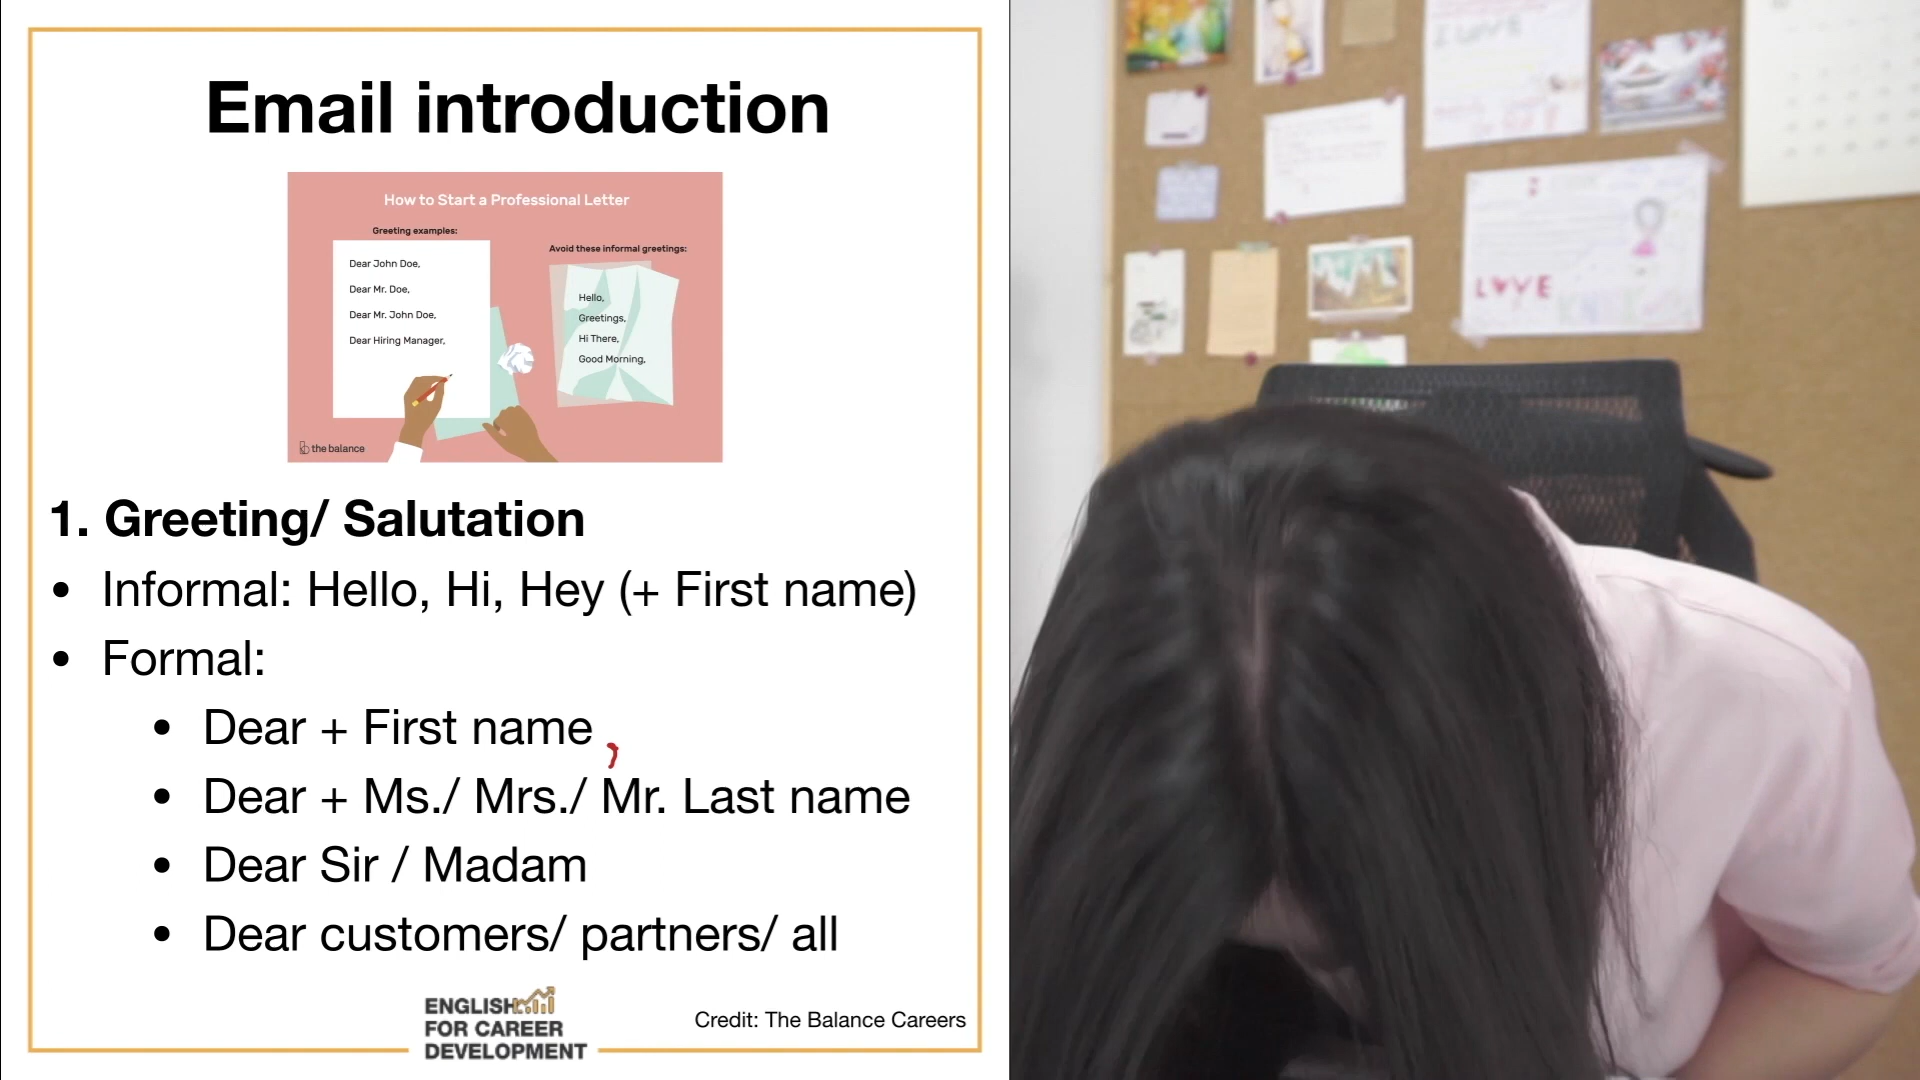 Email introduction
How to Start a Professional Letter
Greeting examples:
Dear John Doe,
Dear Mr. Doe,
Dear Mr. John Doe,
Dear Hiring Manager,
Avoid these informal greetings:
Hello,
Greetings,
Hi There,
Good Morning,
the balance
1. Greeting/ Salutation
• Informal: Hello, Hi, Hey (+ First name)
• Formal:
• Dear + First name ,
• Dear + Ms./ Mrs./ Mr. Last name
• Dear Sir / Madam
• Dear customers/ partners/ all
ENGLISH
FOR CAREER
DEVELOPMENT
Credit: The Balance Careers
I LOVE
LOVE